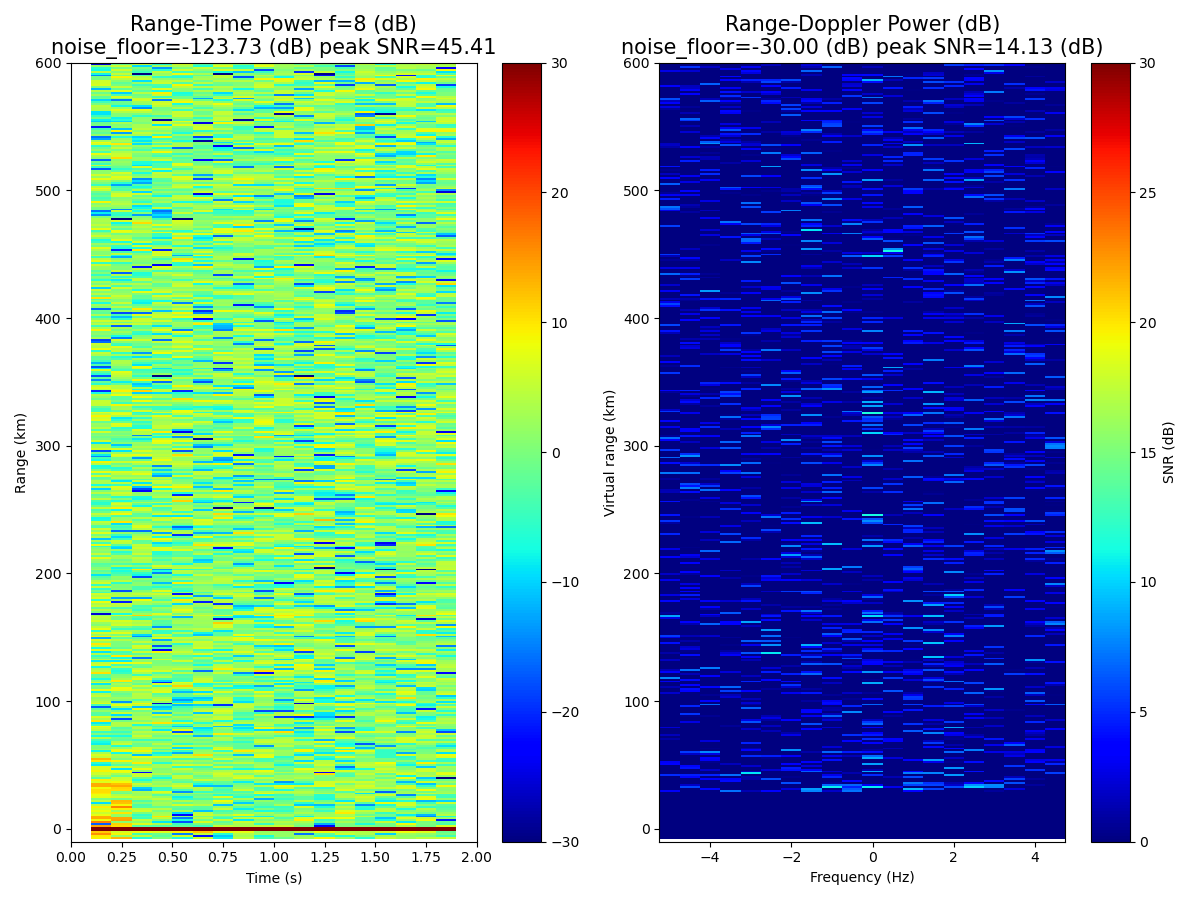 Range-Time Power f=8 (dB)
noise_floor=-123.73 (dB) peak SNR=45.41
Range (km)
600
500
400
300
200
100
0
0.00 0.25 0.50 0.75 1.00 1.25 1.50 1.75 2.00
Time (s)
30
20
10
0
−10
−20
−30
Range-Doppler Power (dB)
noise_floor=-30.00 (dB) peak SNR=14.13 (dB)
Virtual range (km)
600
500
400
300
200
100
0
−4 −2 0 2 4
Frequency (Hz)
30
25
20
15
10
5
0
SNR (dB)